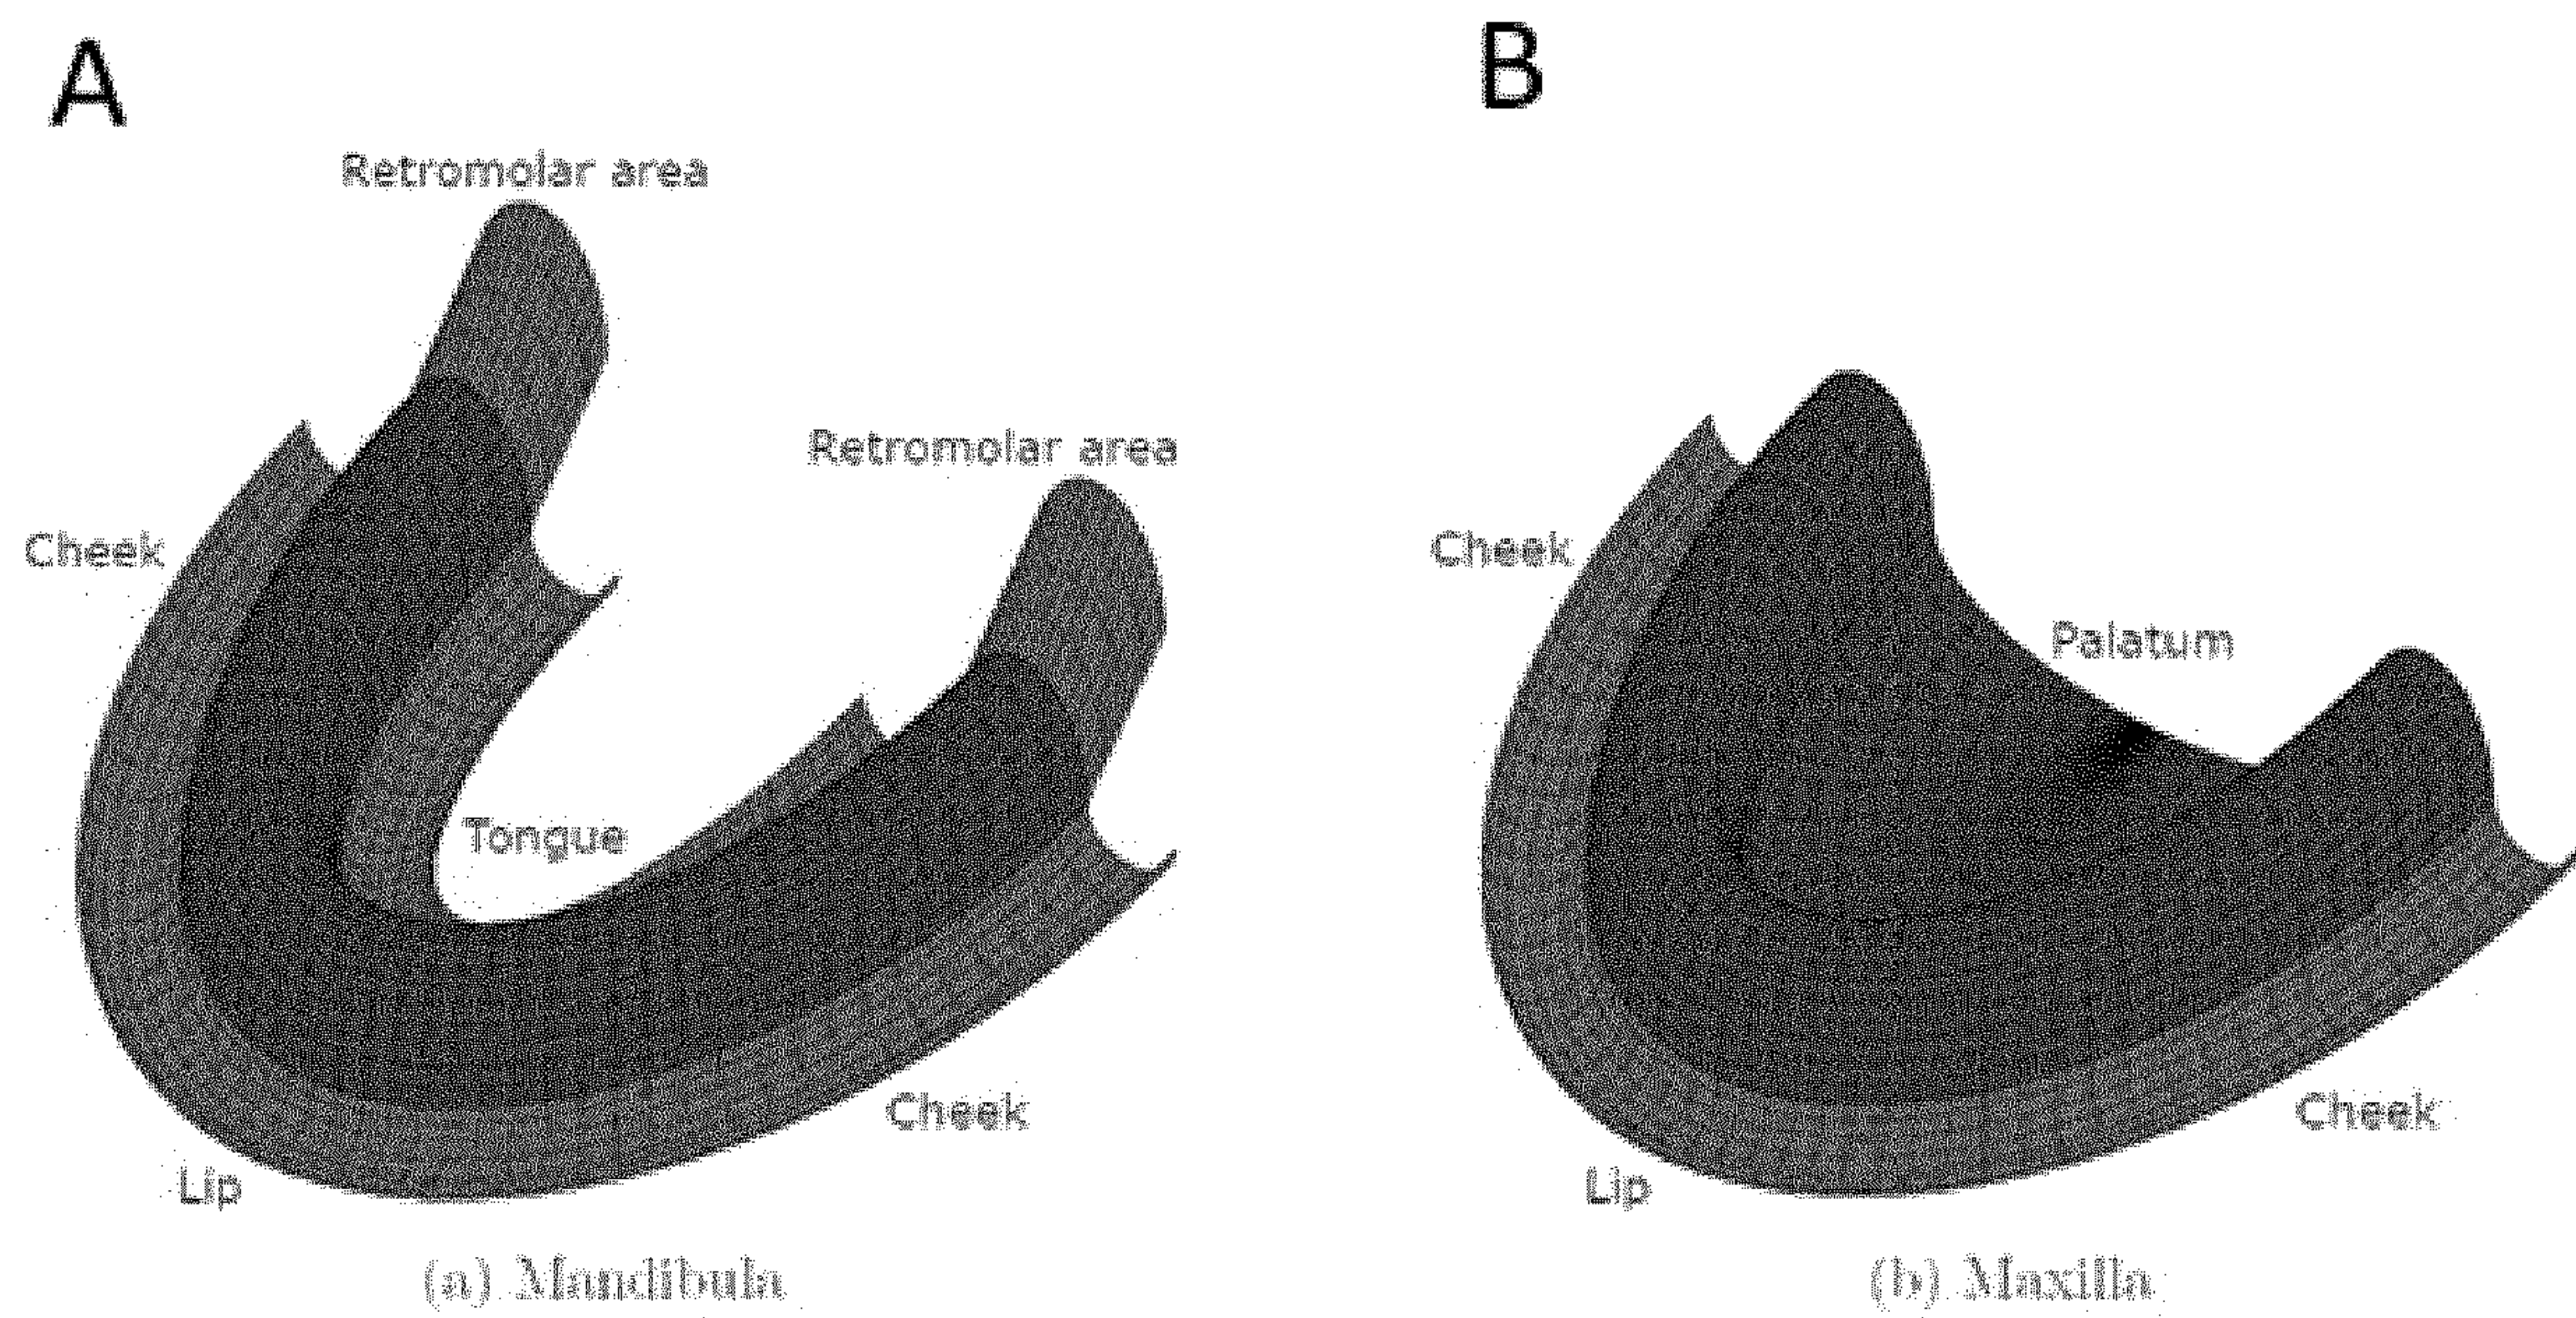 A
Retromolar area
Retromolar area
Cheek
Tongue
Cheek
Lip
(a) Mandibula
B
Cheek
Palatum
Cheek
Lip
(b) Maxilla